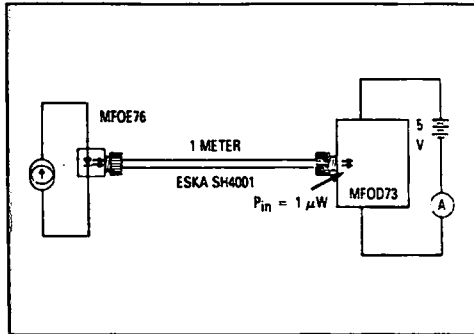 MFOE76
1 METER
ESKA SH4001
Pin = 1 μW
MFOD73
5
V
A